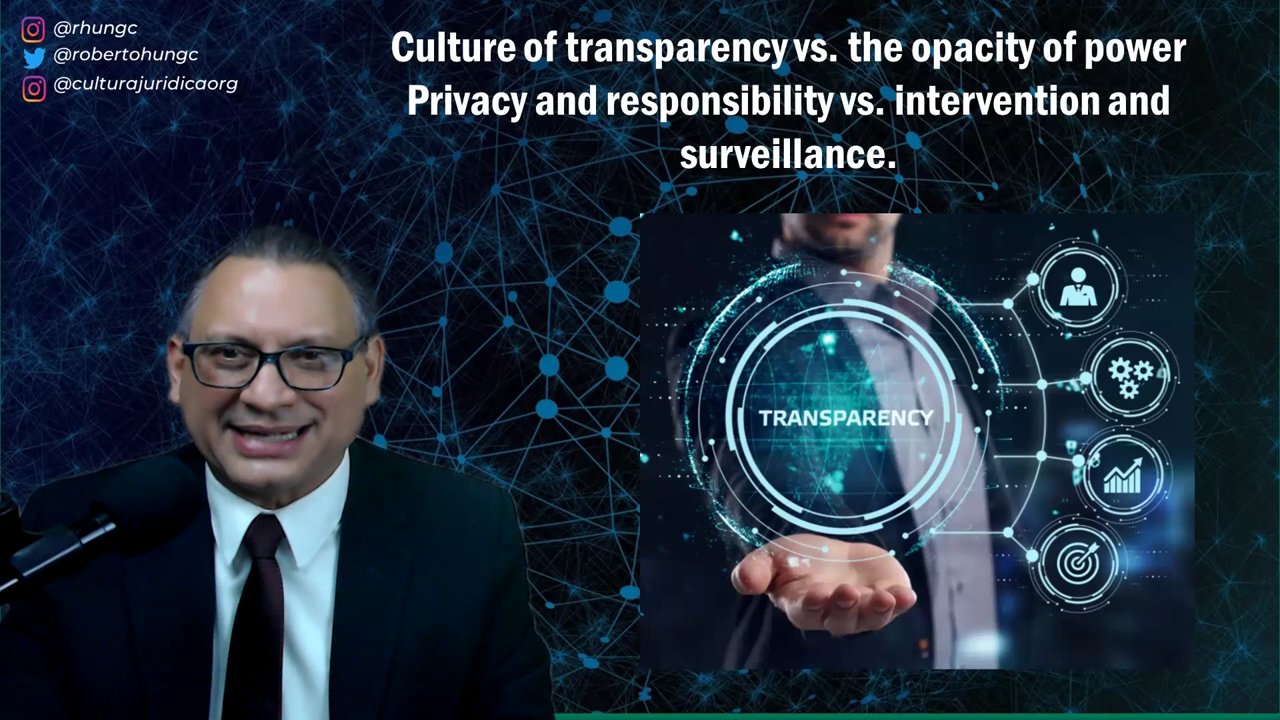 @rhungc
@robertohungc
@culturajuridicaorg
Culture of transparency vs. the opacity of power
Privacy and responsibility vs. intervention and
surveillance.
TRANSPARENCY